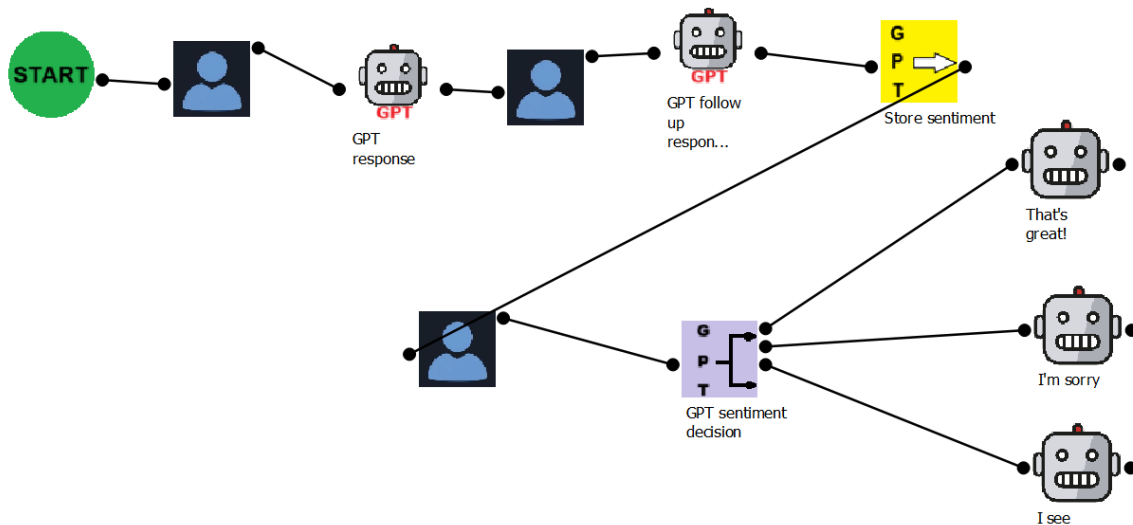 START
GPT
GPT
response
GPT
GPT follow
up
respon...
G
P
T
Store sentiment
That's
great!
G
P
T
GPT sentiment
decision
I'm sorry
I see